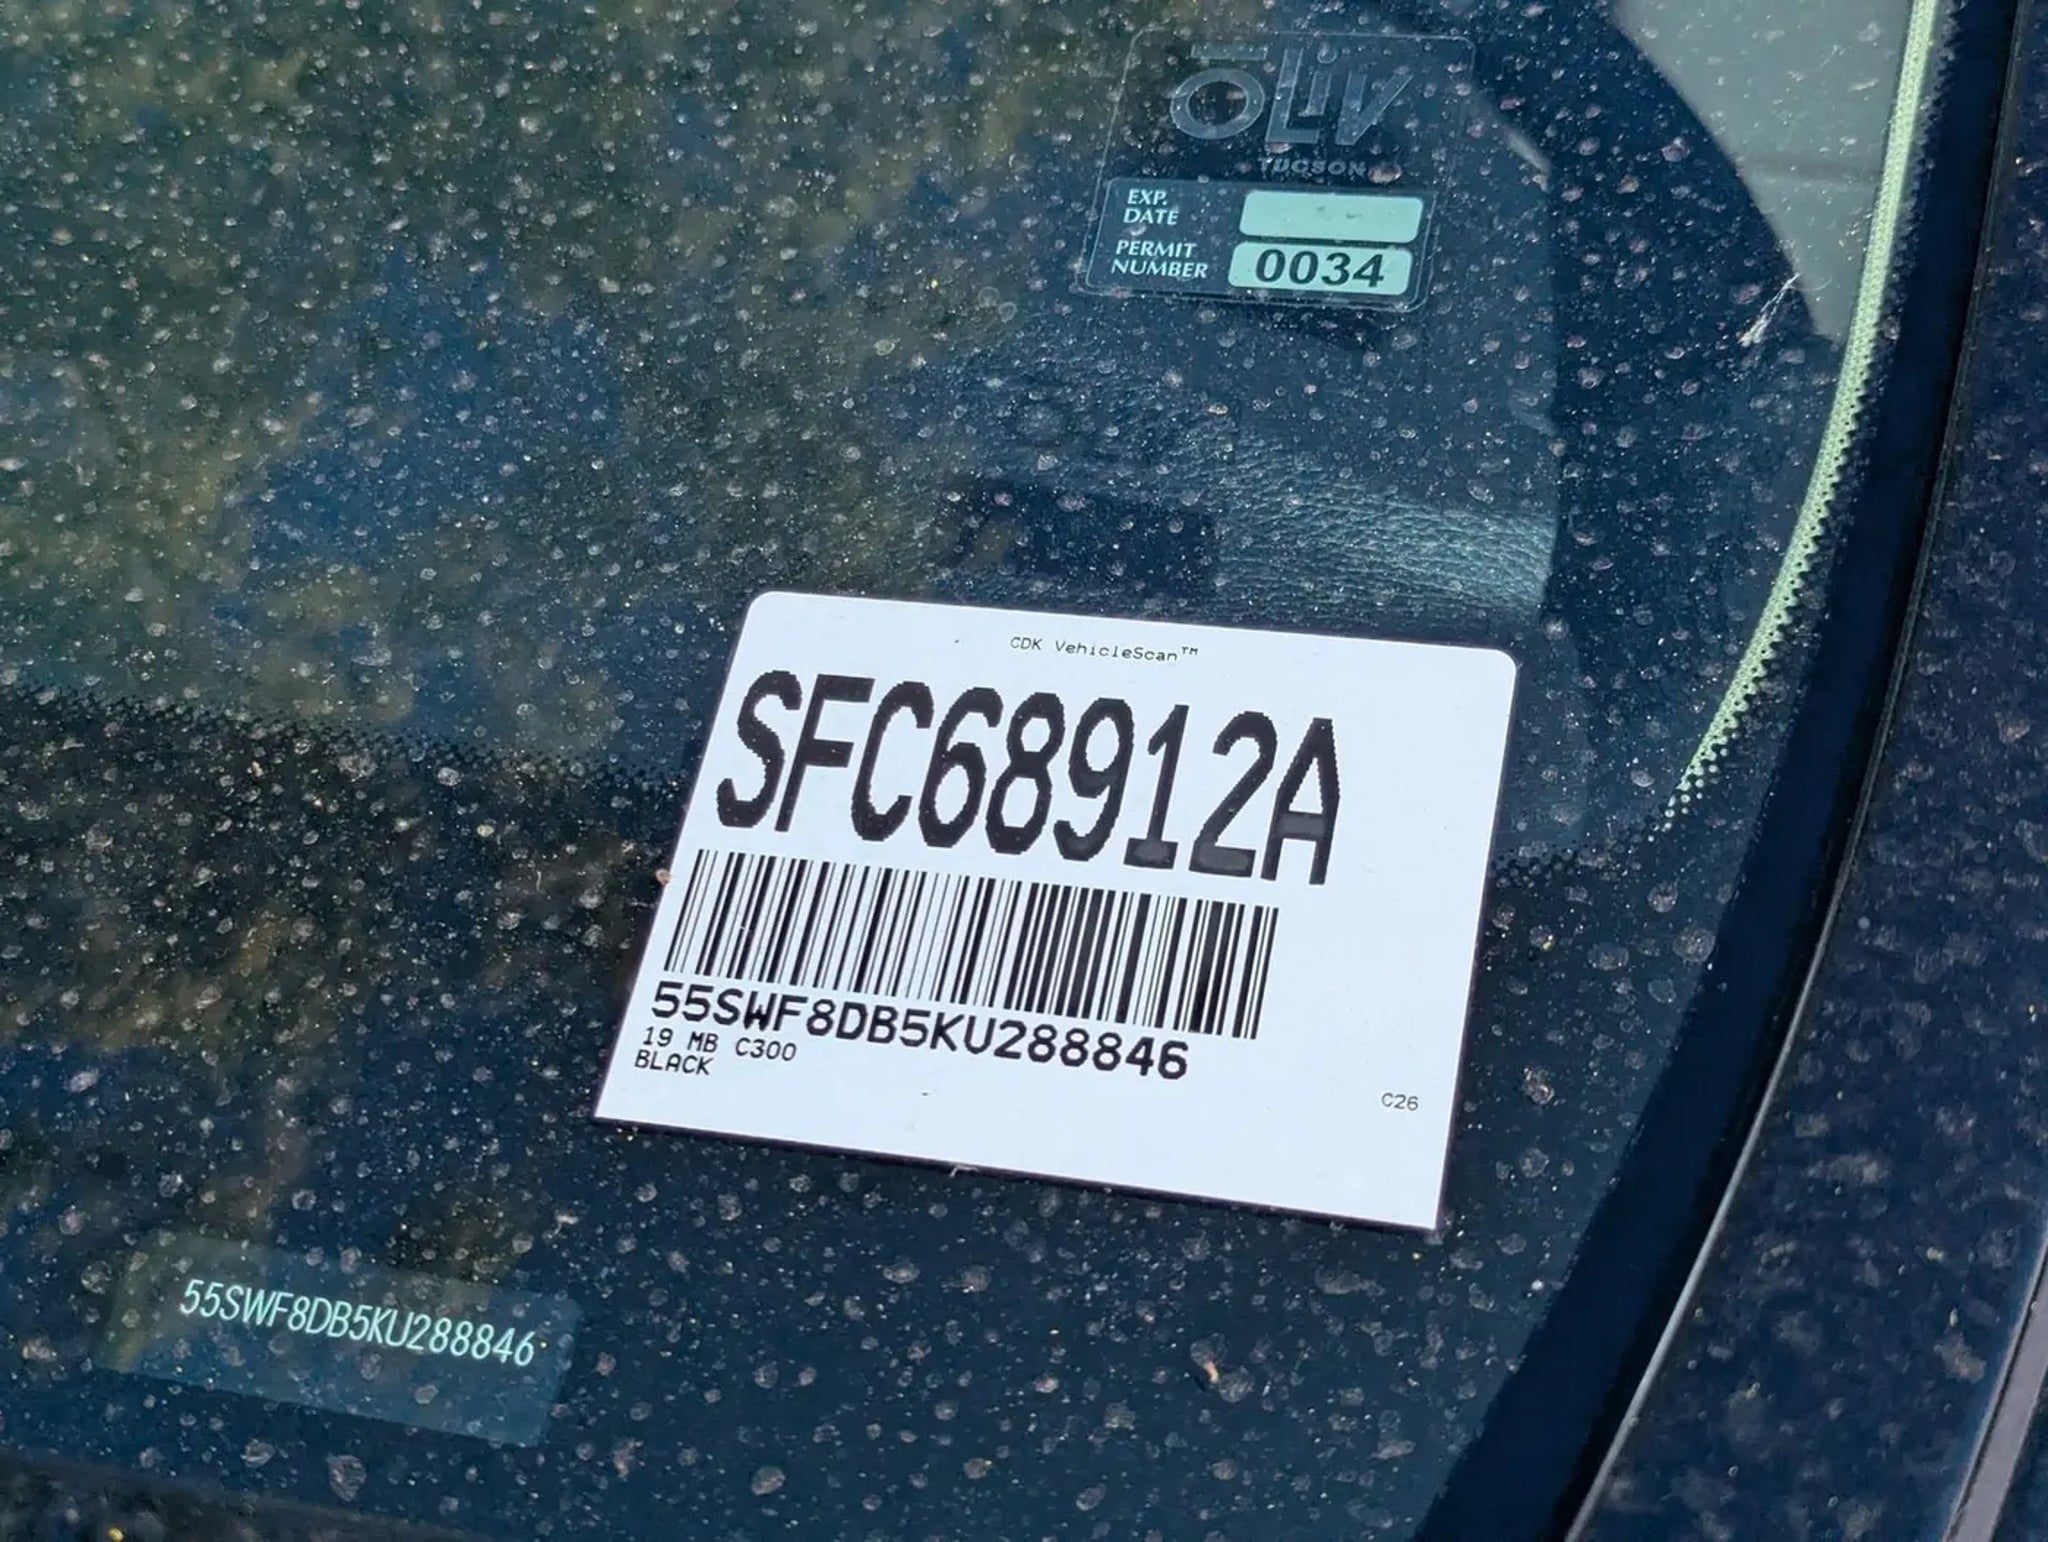 ōLiv
TUCSON
EXP.
DATE
PERMIT
NUMBER
0034
CDK VehicleScan™
SFC68912A
55SWF8DB5KU288846
19 MB C300
BLACK
C26
55SWF8DB5KU288846